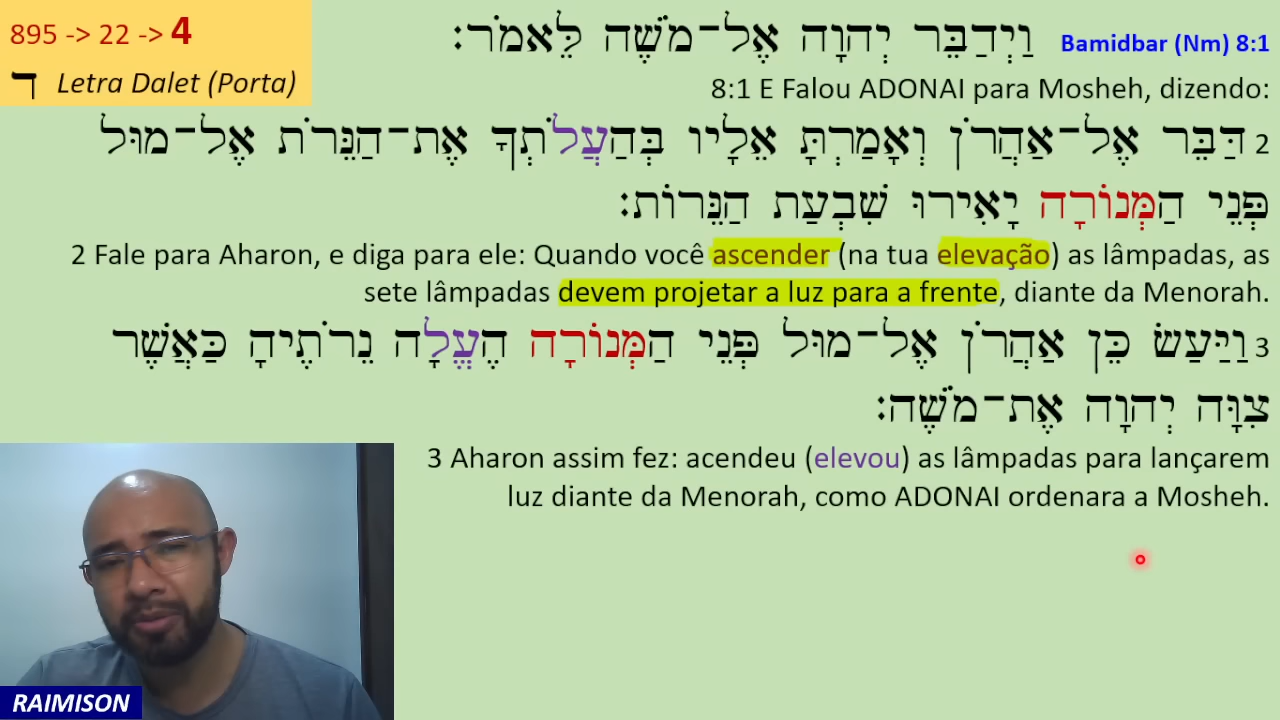 895 -> 22 -> 4
ד Letra Dalet (Porta)
Bamidbar (Nm) 8:1
וַיְדַבֵּר יְהוָה אֶל־מֹשֶׁה לֵּאמֹר׃
8:1 E Falou ADONAI para Mosheh, dizendo:
2 דַּבֵּר אֶל־אַהֲרֹן וְאָמַרְתָּ אֵלָיו בְּהַעֲלֹתְךָ אֶת־הַנֵּרֹת אֶל־מוּל
פְּנֵי הַמְּנוֹרָה יָאִירוּ שִׁבְעַת הַנֵּרוֹת׃
2 Fale para Aharon, e diga para ele: Quando você ascender (na tua elevação) as lâmpadas, as
sete lâmpadas devem projetar a luz para a frente, diante da Menorah.
3 וַיַּעַשׂ כֵּן אַהֲרֹן אֶל־מוּל פְּנֵי הַמְּנוֹרָה הֶעֱלָה נֵרֹתֶיהָ כַּאֲשֶׁר
צִוָּה יְהוָה אֶת־מֹשֶׁה׃
3 Aharon assim fez: acendeu (elevou) as lâmpadas para lançarem
luz diante da Menorah, como ADONAI ordenara a Mosheh.
RAIMISON